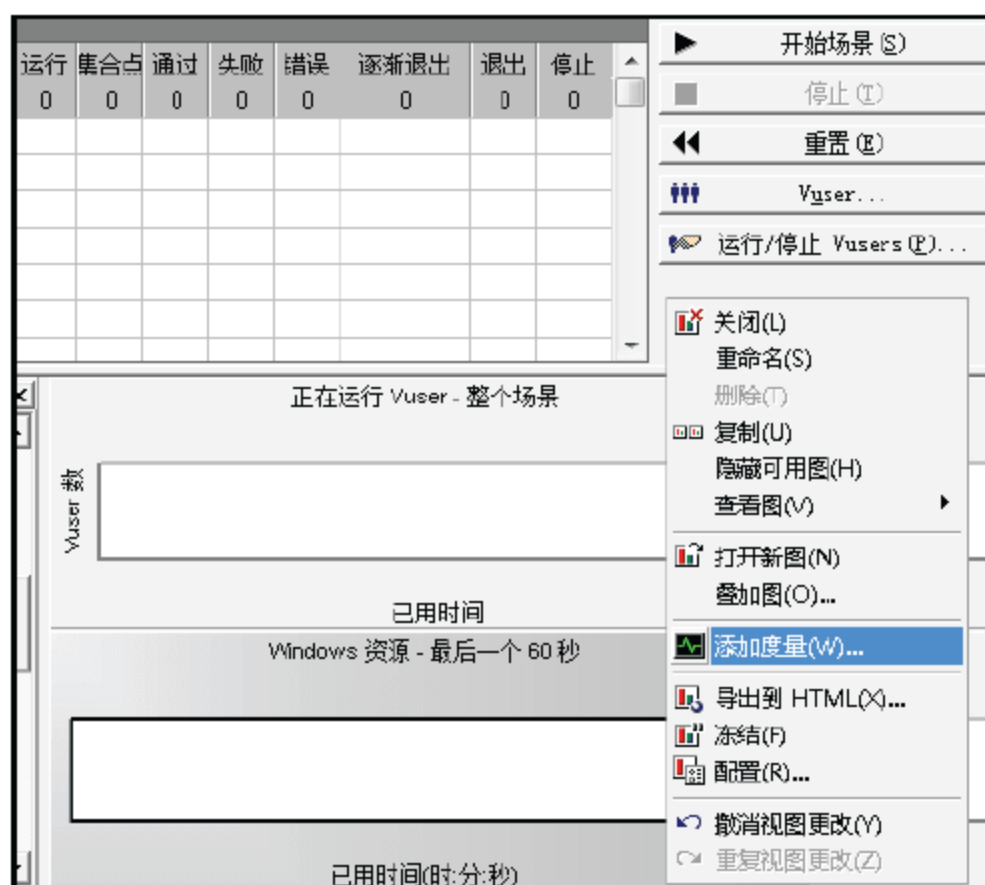 运行 集合点 通过 失败 错误 逐渐退出 退出 停止
0 0 0 0 0 0 0 0
开始场景(S)
停止(T)
重置(E)
Vuser...
运行/停止 Vusers(P)...
关闭(L)
重命名(S)
删除(T)
复制(U)
隐藏可用图(H)
查看图(V)
打开新图(N)
叠加图(O)...
添加度量(W)...
导出到 HTML(X)...
冻结(F)
配置(R)...
撤消视图更改(Y)
重复视图更改(Z)
正在运行 Vuser - 整个场景
Vuser 数
已用时间
Windows 资源 - 最后一个 60 秒
已用时间(时:分:秒)